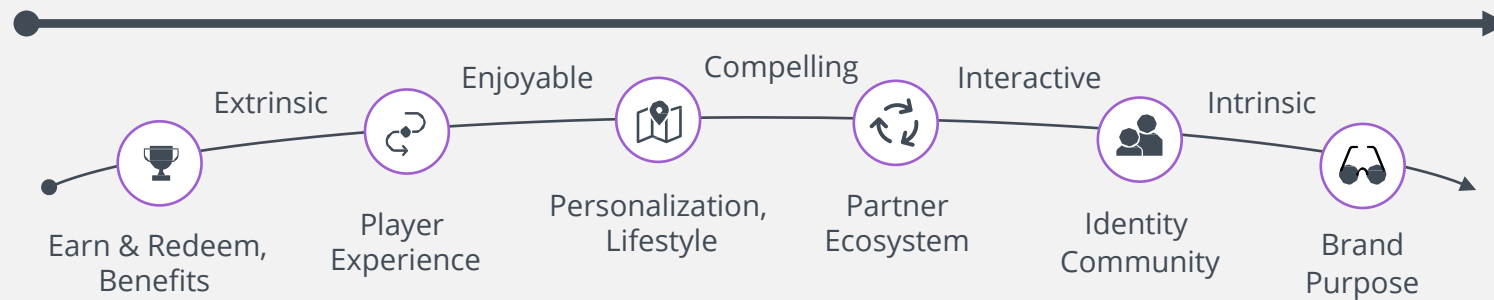 Extrinsic
Enjoyable
Compelling
Interactive
Intrinsic
Earn & Redeem,
Benefits
Player
Experience
Personalization,
Lifestyle
Partner
Ecosystem
Identity
Community
Brand
Purpose